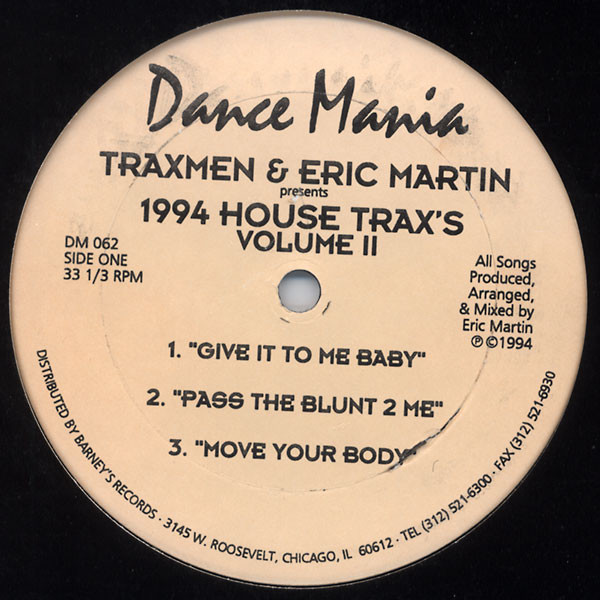 Dance Mania
TRAXMEN & ERIC MARTIN
presents
1994 HOUSE TRAX'S
VOLUME II
DM 062
SIDE ONE
33 1/3 RPM
All Songs
Produced,
Arranged,
& Mixed by
Eric Martin
℗©1994
1. "GIVE IT TO ME BABY"
2. "PASS THE BLUNT 2 ME"
3. "MOVE YOUR BODY"
DISTRIBUTED BY BARNEY'S RECORDS · 3145 W. ROOSEVELT, CHICAGO, IL 60612 · TEL (312) 521-6300 · FAX (312) 521-6930